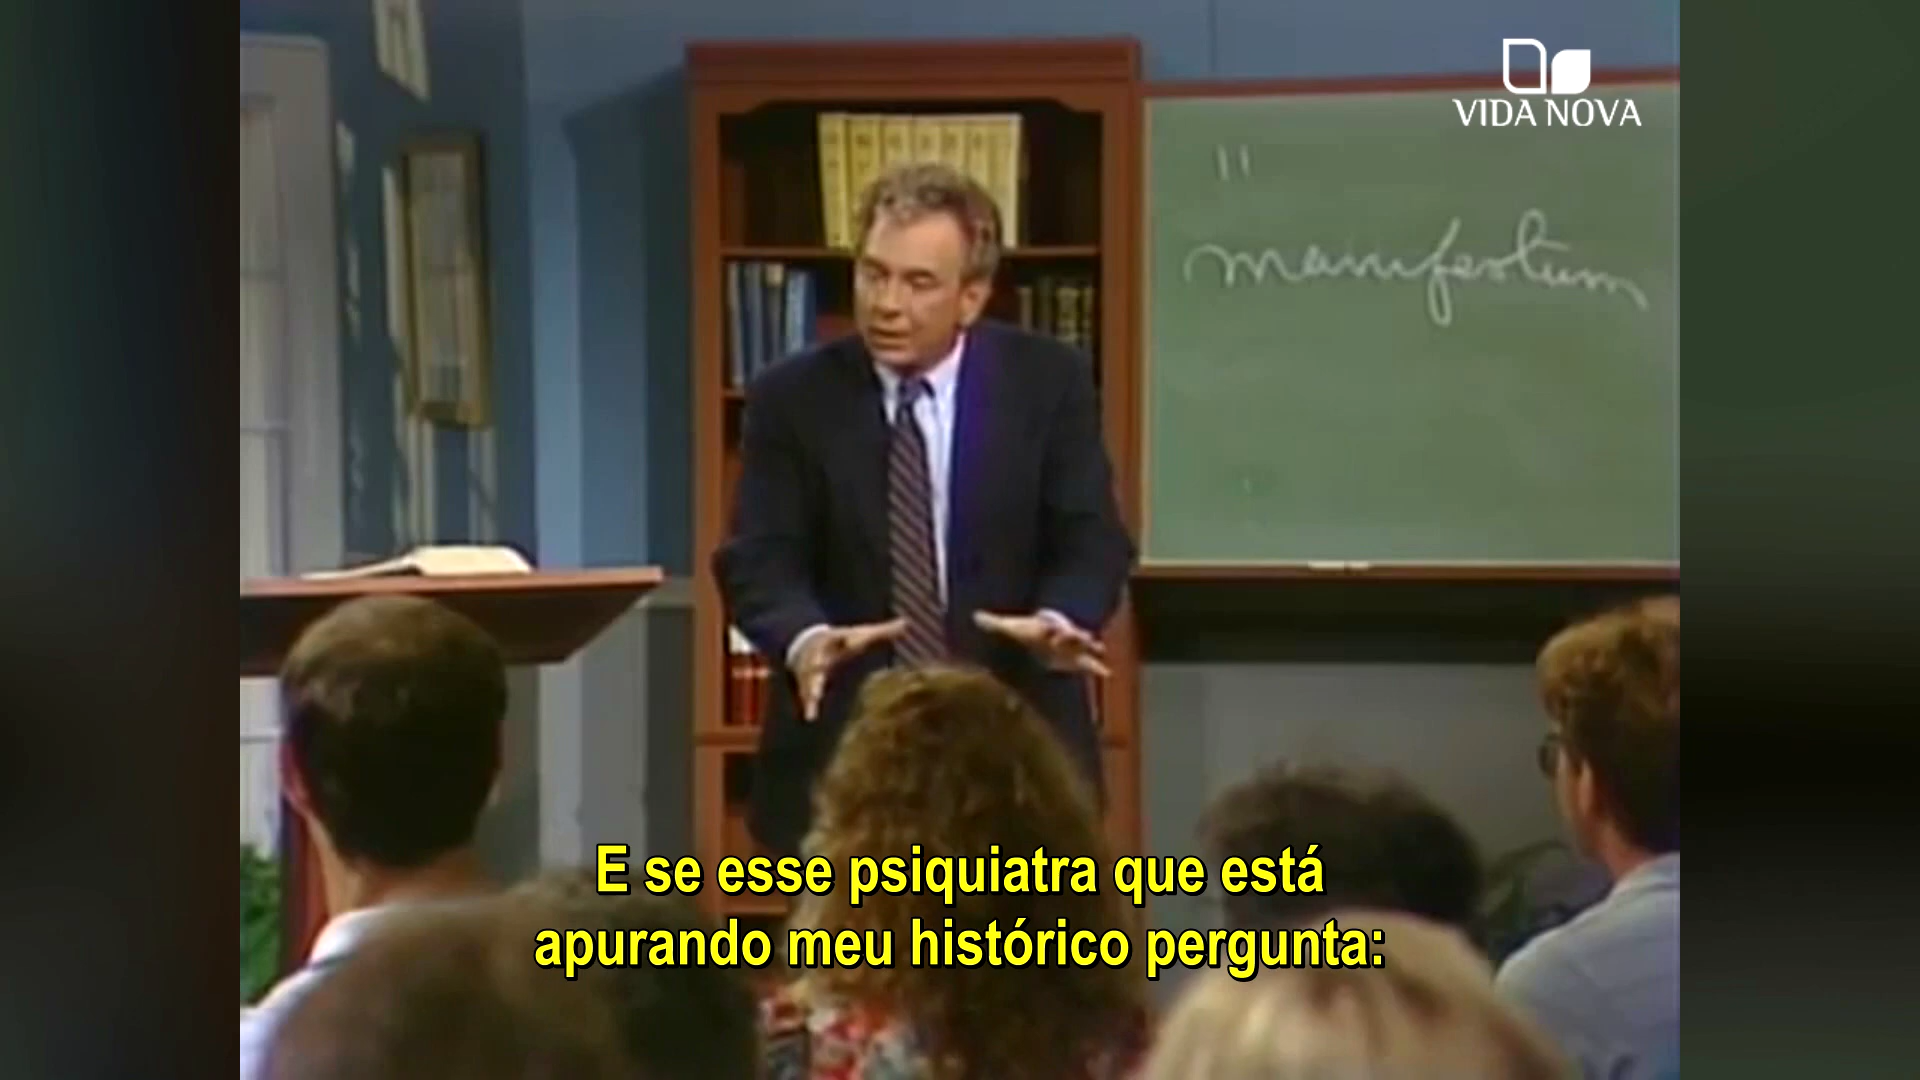 VIDA NOVA
manifestum
E se esse psiquiatra que está
apurando meu histórico pergunta: